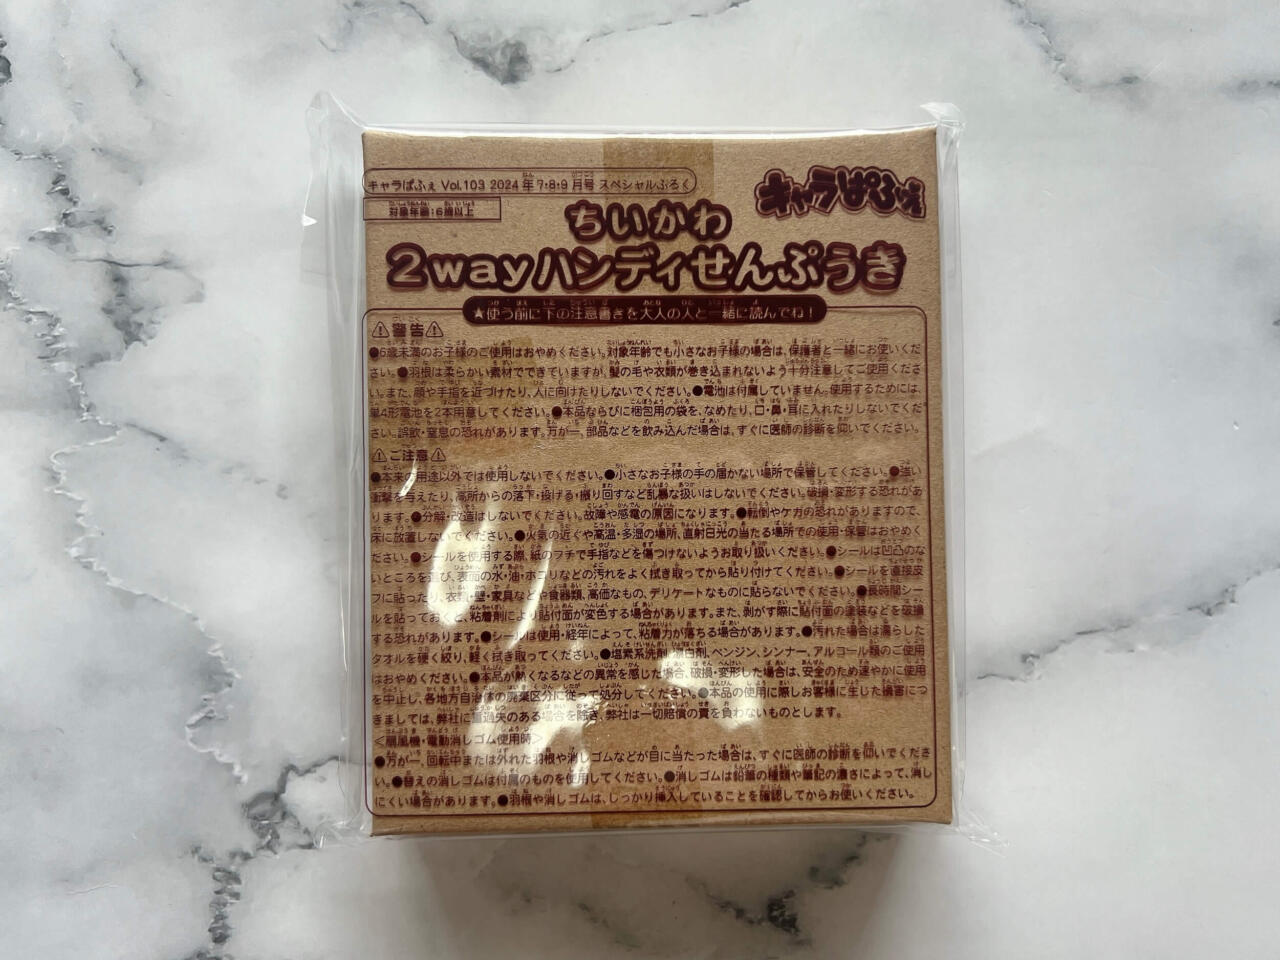 キャラぱふぇ Vol.103 2024年7・8・9月号 スペシャルふろく
キャラぱふぇ
対象年齢:6歳以上
ちいかわ
2wayハンディせんぷうき
★使う前に下の注意書きを大人の人と一緒に読んでね!
⚠警告⚠
●6歳未満のお子様のご使用はおやめください。対象年齢でも小さなお子様の場合は、保護者と一緒にお使いくだ
さい。●羽根は柔らかい素材でできていますが、髪の毛や衣類が巻き込まれないよう十分注意してご使用くださ
い。また、顔や手指を近づけたり、人に向けたりしないでください。●電池は付属していません。使用するためには、
単4形電池を2本用意してください。●本品ならびに梱包用の袋を、なめたり、口・鼻・耳に入れたりしないでくだ
さい。誤飲・窒息の恐れがあります。万が一、部品などを飲み込んだ場合は、すぐに医師の診断を仰いでください。
⚠ご注意⚠
●本来の用途以外では使用しないでください。●小さなお子様の手の届かない場所で保管してください。●強い
衝撃を与えたり、高所からの落下・投げる・振り回すなど乱暴な扱いはしないでください。破損・変形する恐れがあ
ります。●分解・改造はしないでください。故障や感電の原因になります。●転倒やケガの恐れがありますので、
床に放置しないでください。●火気の近くや高温・多湿の場所、直射日光の当たる場所での使用・保管はおやめく
ださい。●シールを使用する際、紙のフチで手指などを傷つけないようお取り扱いください。●シールは凹凸のな
いところを選び、表面の水・油・ホコリなどの汚れをよく拭き取ってから貼り付けてください。●シールを直接皮
フに貼ったり、衣類・壁・家具などや食器類、高価なもの、デリケートなものに貼らないでください。●長時間シー
ルを貼っておくと、粘着剤により貼付面が変色する場合があります。また、剥がす際に貼付面の塗装などを破損
する恐れがあります。●シールは使用・経年によって、粘着力が落ちる場合があります。●汚れた場合は濡らした
タオルを硬く絞り、軽く拭き取ってください。●塩素系洗剤、漂白剤、ベンジン、シンナー、アルコール類のご使用
はおやめください。●本品が熱くなるなどの異常を感じた場合、破損・変形した場合は、安全のため速やかに使用
を中止し、各地方自治体の廃棄区分に従って処分してください。●本品の使用に際しお客様に生じた損害につ
きましては、弊社に重過失のある場合を除き、弊社は一切賠償の責を負わないものとします。
<扇風機・電動消しゴム使用時>
●万が一、回転中または外れた羽根や消しゴムなどが目に当たった場合は、すぐに医師の診断を仰いでくださ
い。●替えの消しゴムは付属のものを使用してください。●消しゴムは鉛筆の種類や筆記の濃さによって、消し
にくい場合があります。●羽根や消しゴムは、しっかり挿入していることを確認してからお使いください。